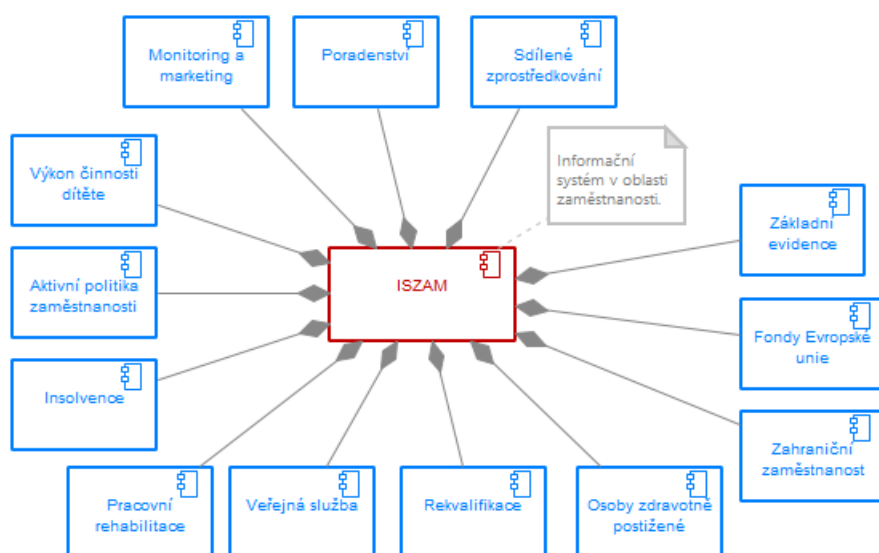 Monitoring a
marketing
Poradenství
Sdílené
zprostředkování
Informační
systém v oblasti
zaměstnanosti.
Výkon činnosti
dítěte
Základní
evidence
Aktivní politika
zaměstnanosti
ISZAM
Fondy Evropské
unie
Insolvence
Zahraniční
zaměstnanost
Pracovní
rehabilitace
Veřejná služba
Rekvalifikace
Osoby zdravotně
postižené